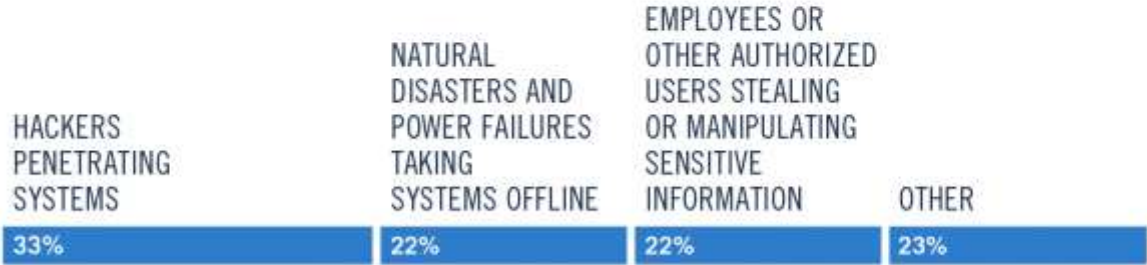 HACKERS
PENETRATING
SYSTEMS
33%
NATURAL
DISASTERS AND
POWER FAILURES
TAKING
SYSTEMS OFFLINE
22%
EMPLOYEES OR
OTHER AUTHORIZED
USERS STEALING
OR MANIPULATING
SENSITIVE
INFORMATION
22%
OTHER
23%